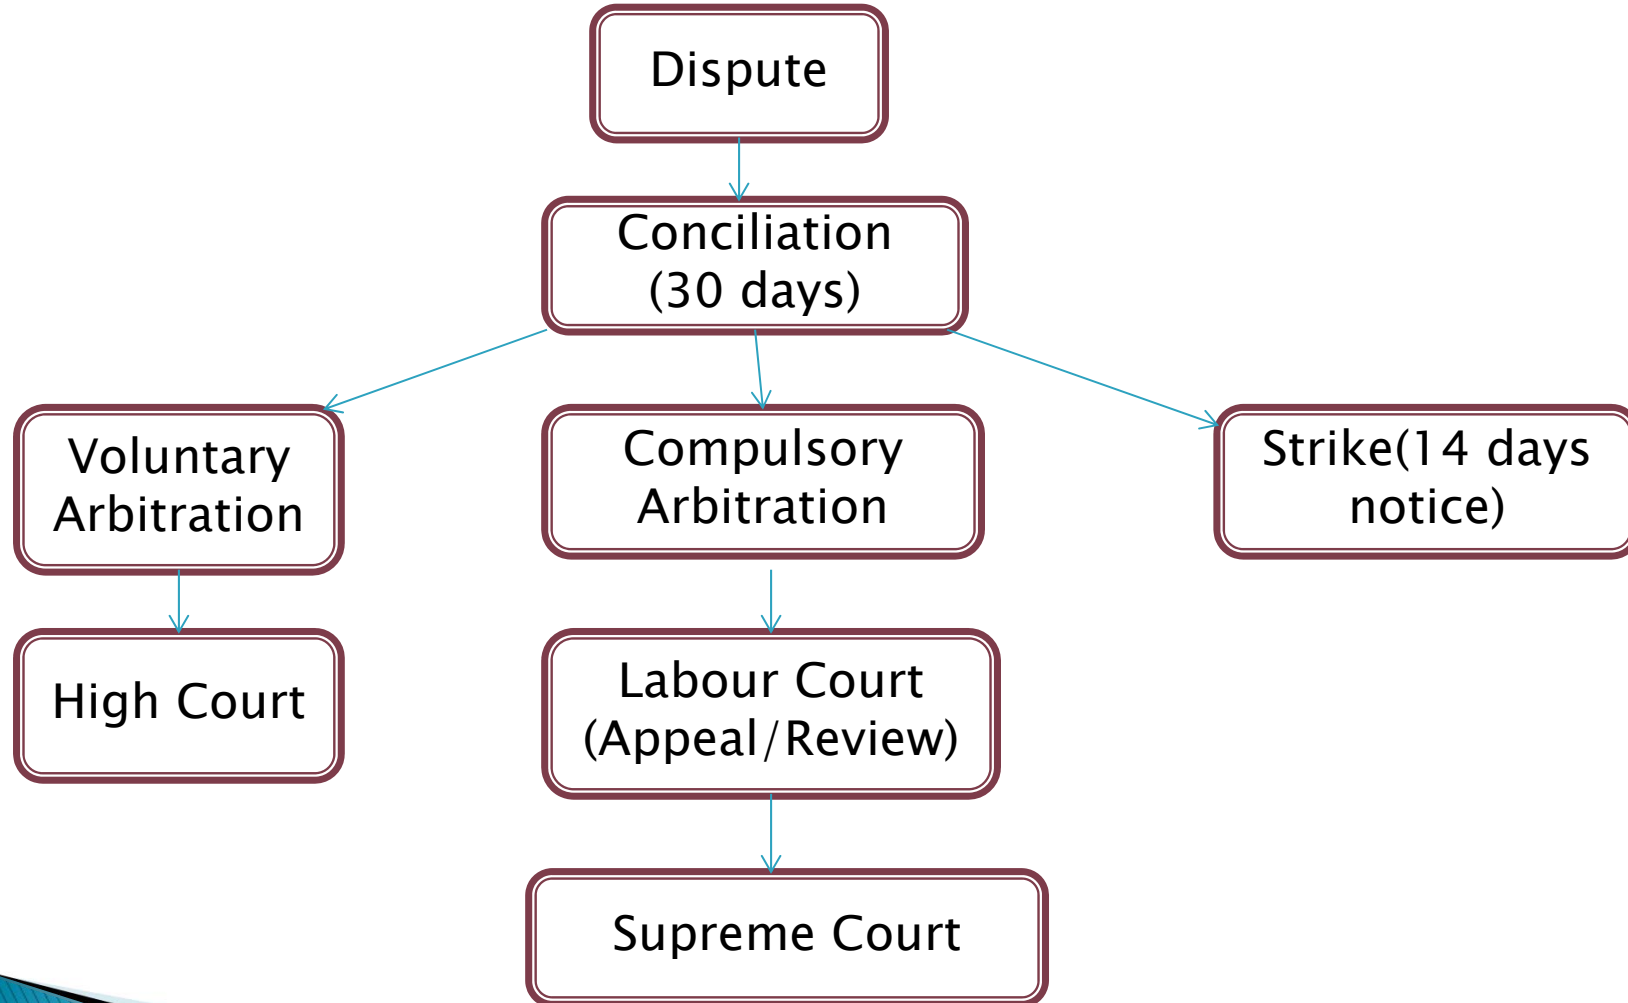 Dispute
Conciliation
(30 days)
Voluntary
Arbitration
Compulsory
Arbitration
Strike(14 days
notice)
High Court
Labour Court
(Appeal/Review)
Supreme Court